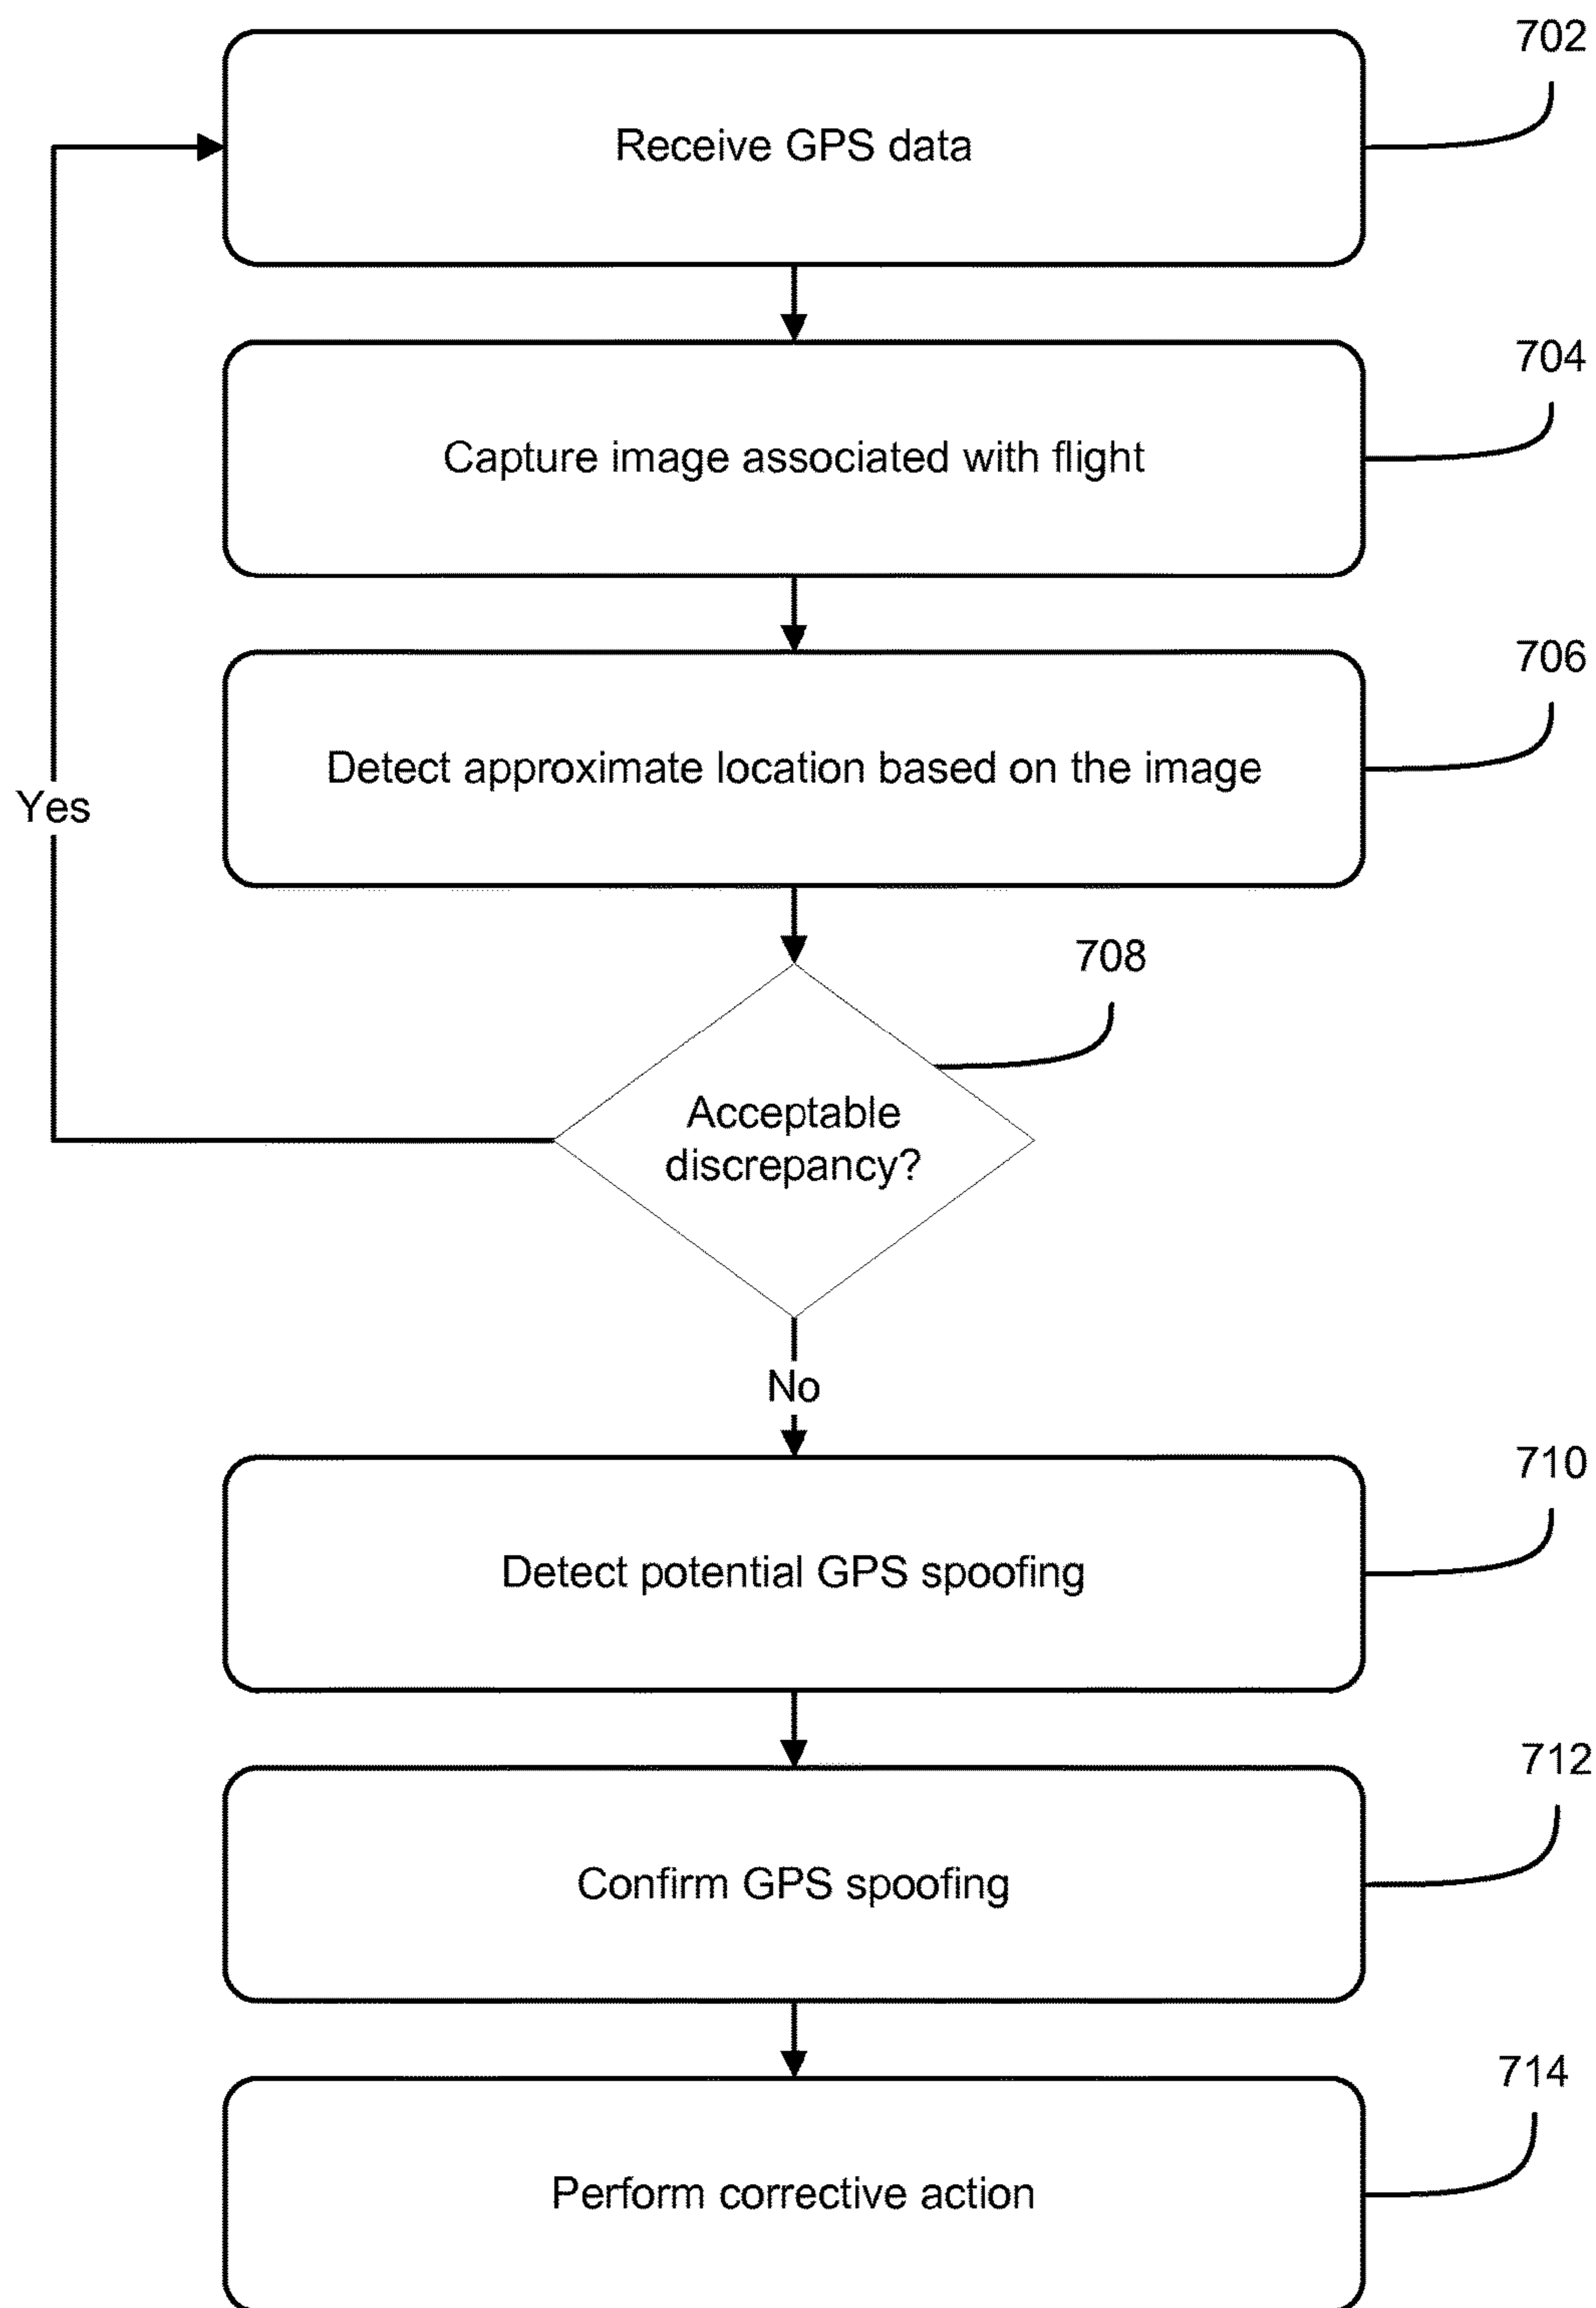 702
Receive GPS data
704
Capture image associated with flight
706
Detect approximate location based on the image
Yes
708
Acceptable
discrepancy?
No
710
Detect potential GPS spoofing
712
Confirm GPS spoofing
714
Perform corrective action